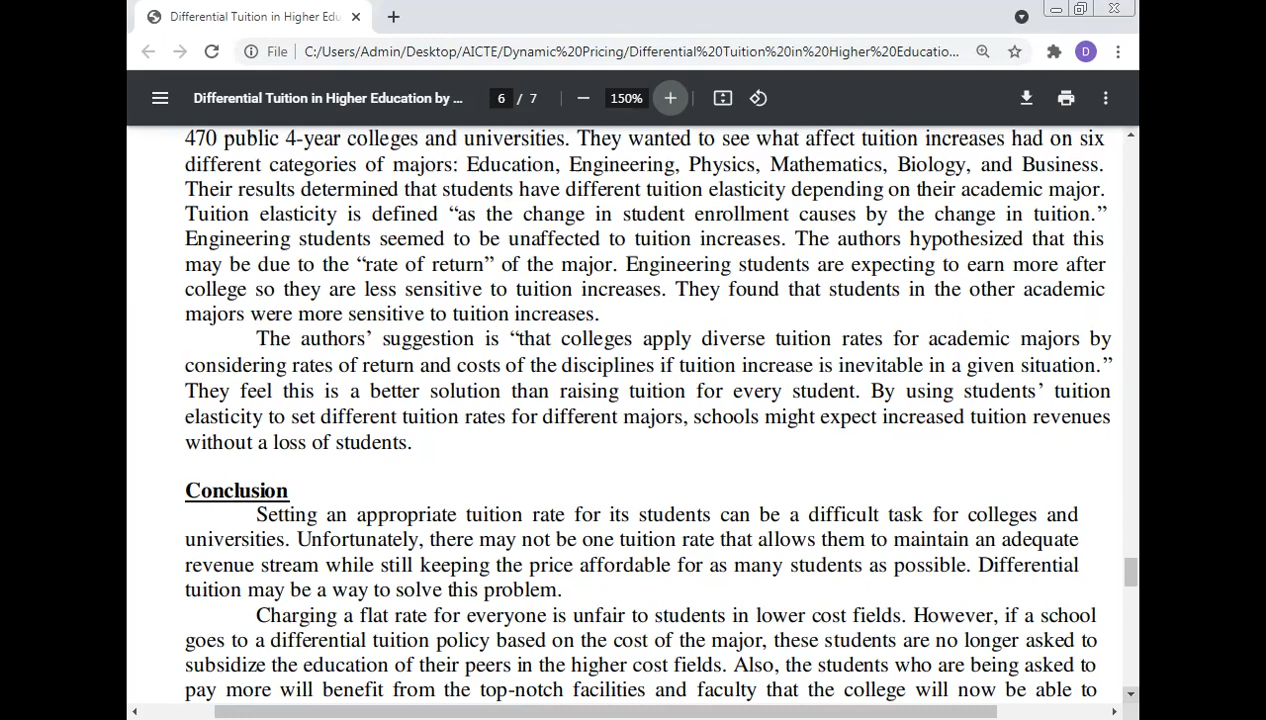 Differential Tuition in Higher Edu
File C:/Users/Admin/Desktop/AICTE/Dynamic%20Pricing/Differential%20Tuition%20in%20Higher%20Educatio...
D
Differential Tuition in Higher Education by ... 6 / 7 150%
470 public 4-year colleges and universities. They wanted to see what affect tuition increases had on six
different categories of majors: Education, Engineering, Physics, Mathematics, Biology, and Business.
Their results determined that students have different tuition elasticity depending on their academic major.
Tuition elasticity is defined “as the change in student enrollment causes by the change in tuition.”
Engineering students seemed to be unaffected to tuition increases. The authors hypothesized that this
may be due to the “rate of return” of the major. Engineering students are expecting to earn more after
college so they are less sensitive to tuition increases. They found that students in the other academic
majors were more sensitive to tuition increases.
The authors’ suggestion is “that colleges apply diverse tuition rates for academic majors by
considering rates of return and costs of the disciplines if tuition increase is inevitable in a given situation.”
They feel this is a better solution than raising tuition for every student. By using students’ tuition
elasticity to set different tuition rates for different majors, schools might expect increased tuition revenues
without a loss of students.
Conclusion
Setting an appropriate tuition rate for its students can be a difficult task for colleges and
universities. Unfortunately, there may not be one tuition rate that allows them to maintain an adequate
revenue stream while still keeping the price affordable for as many students as possible. Differential
tuition may be a way to solve this problem.
Charging a flat rate for everyone is unfair to students in lower cost fields. However, if a school
goes to a differential tuition policy based on the cost of the major, these students are no longer asked to
subsidize the education of their peers in the higher cost fields. Also, the students who are being asked to
pay more will benefit from the top-notch facilities and faculty that the college will now be able to